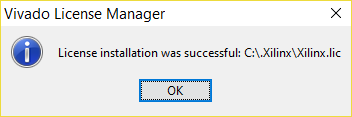 Vivado License Manager
License installation was successful: C:\.Xilinx\Xilinx.lic
OK